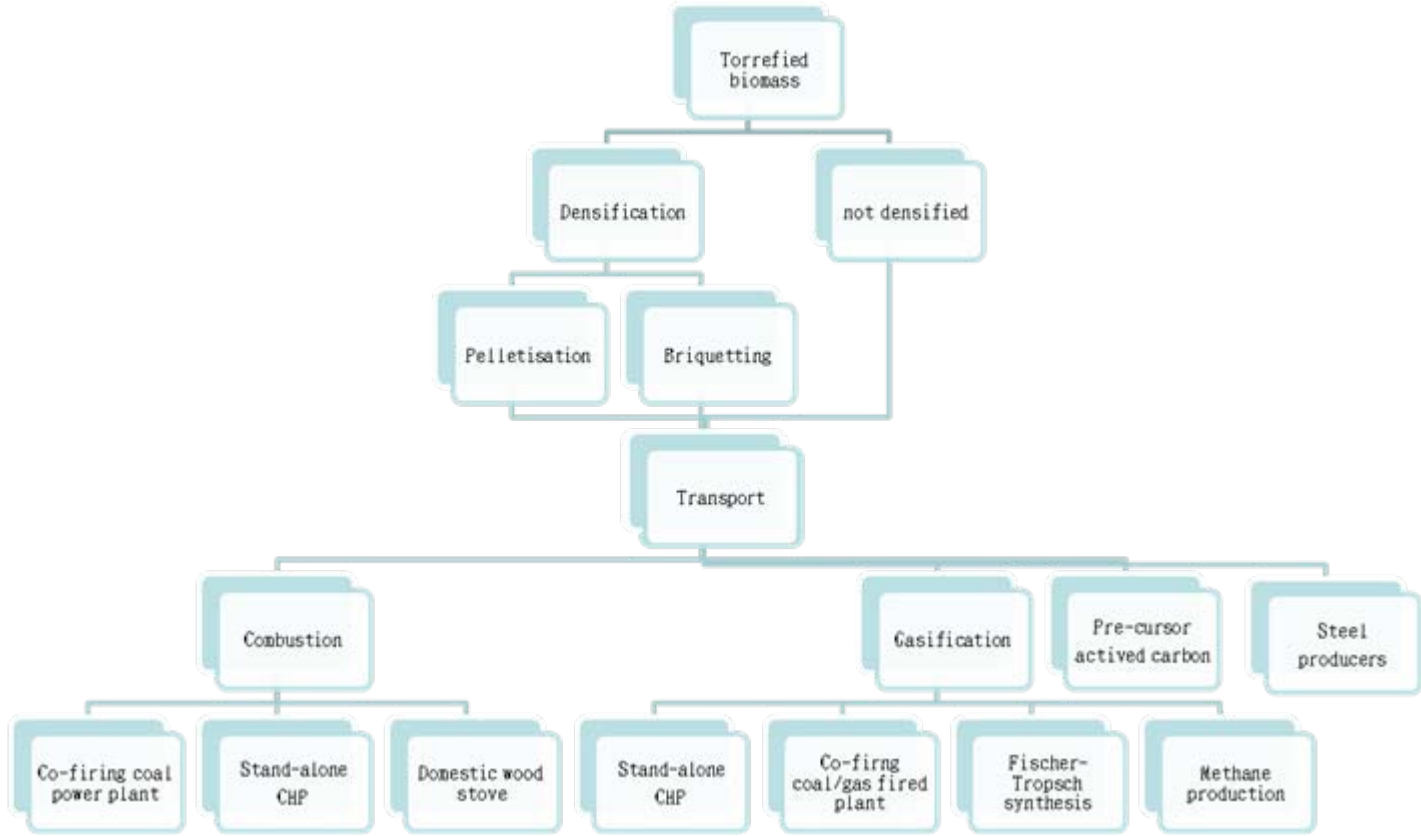 Torrefied
biomass
Densification
not densified
Pelletisation
Briquetting
Transport
Combustion
Gasification
Pre-cursor
actived carbon
Steel
producers
Co-firing coal
power plant
Stand-alone
CHP
Domestic wood
stove
Stand-alone
CHP
Co-firng
coal/gas fired
plant
Fischer-
Tropsch
synthesis
Methane
production